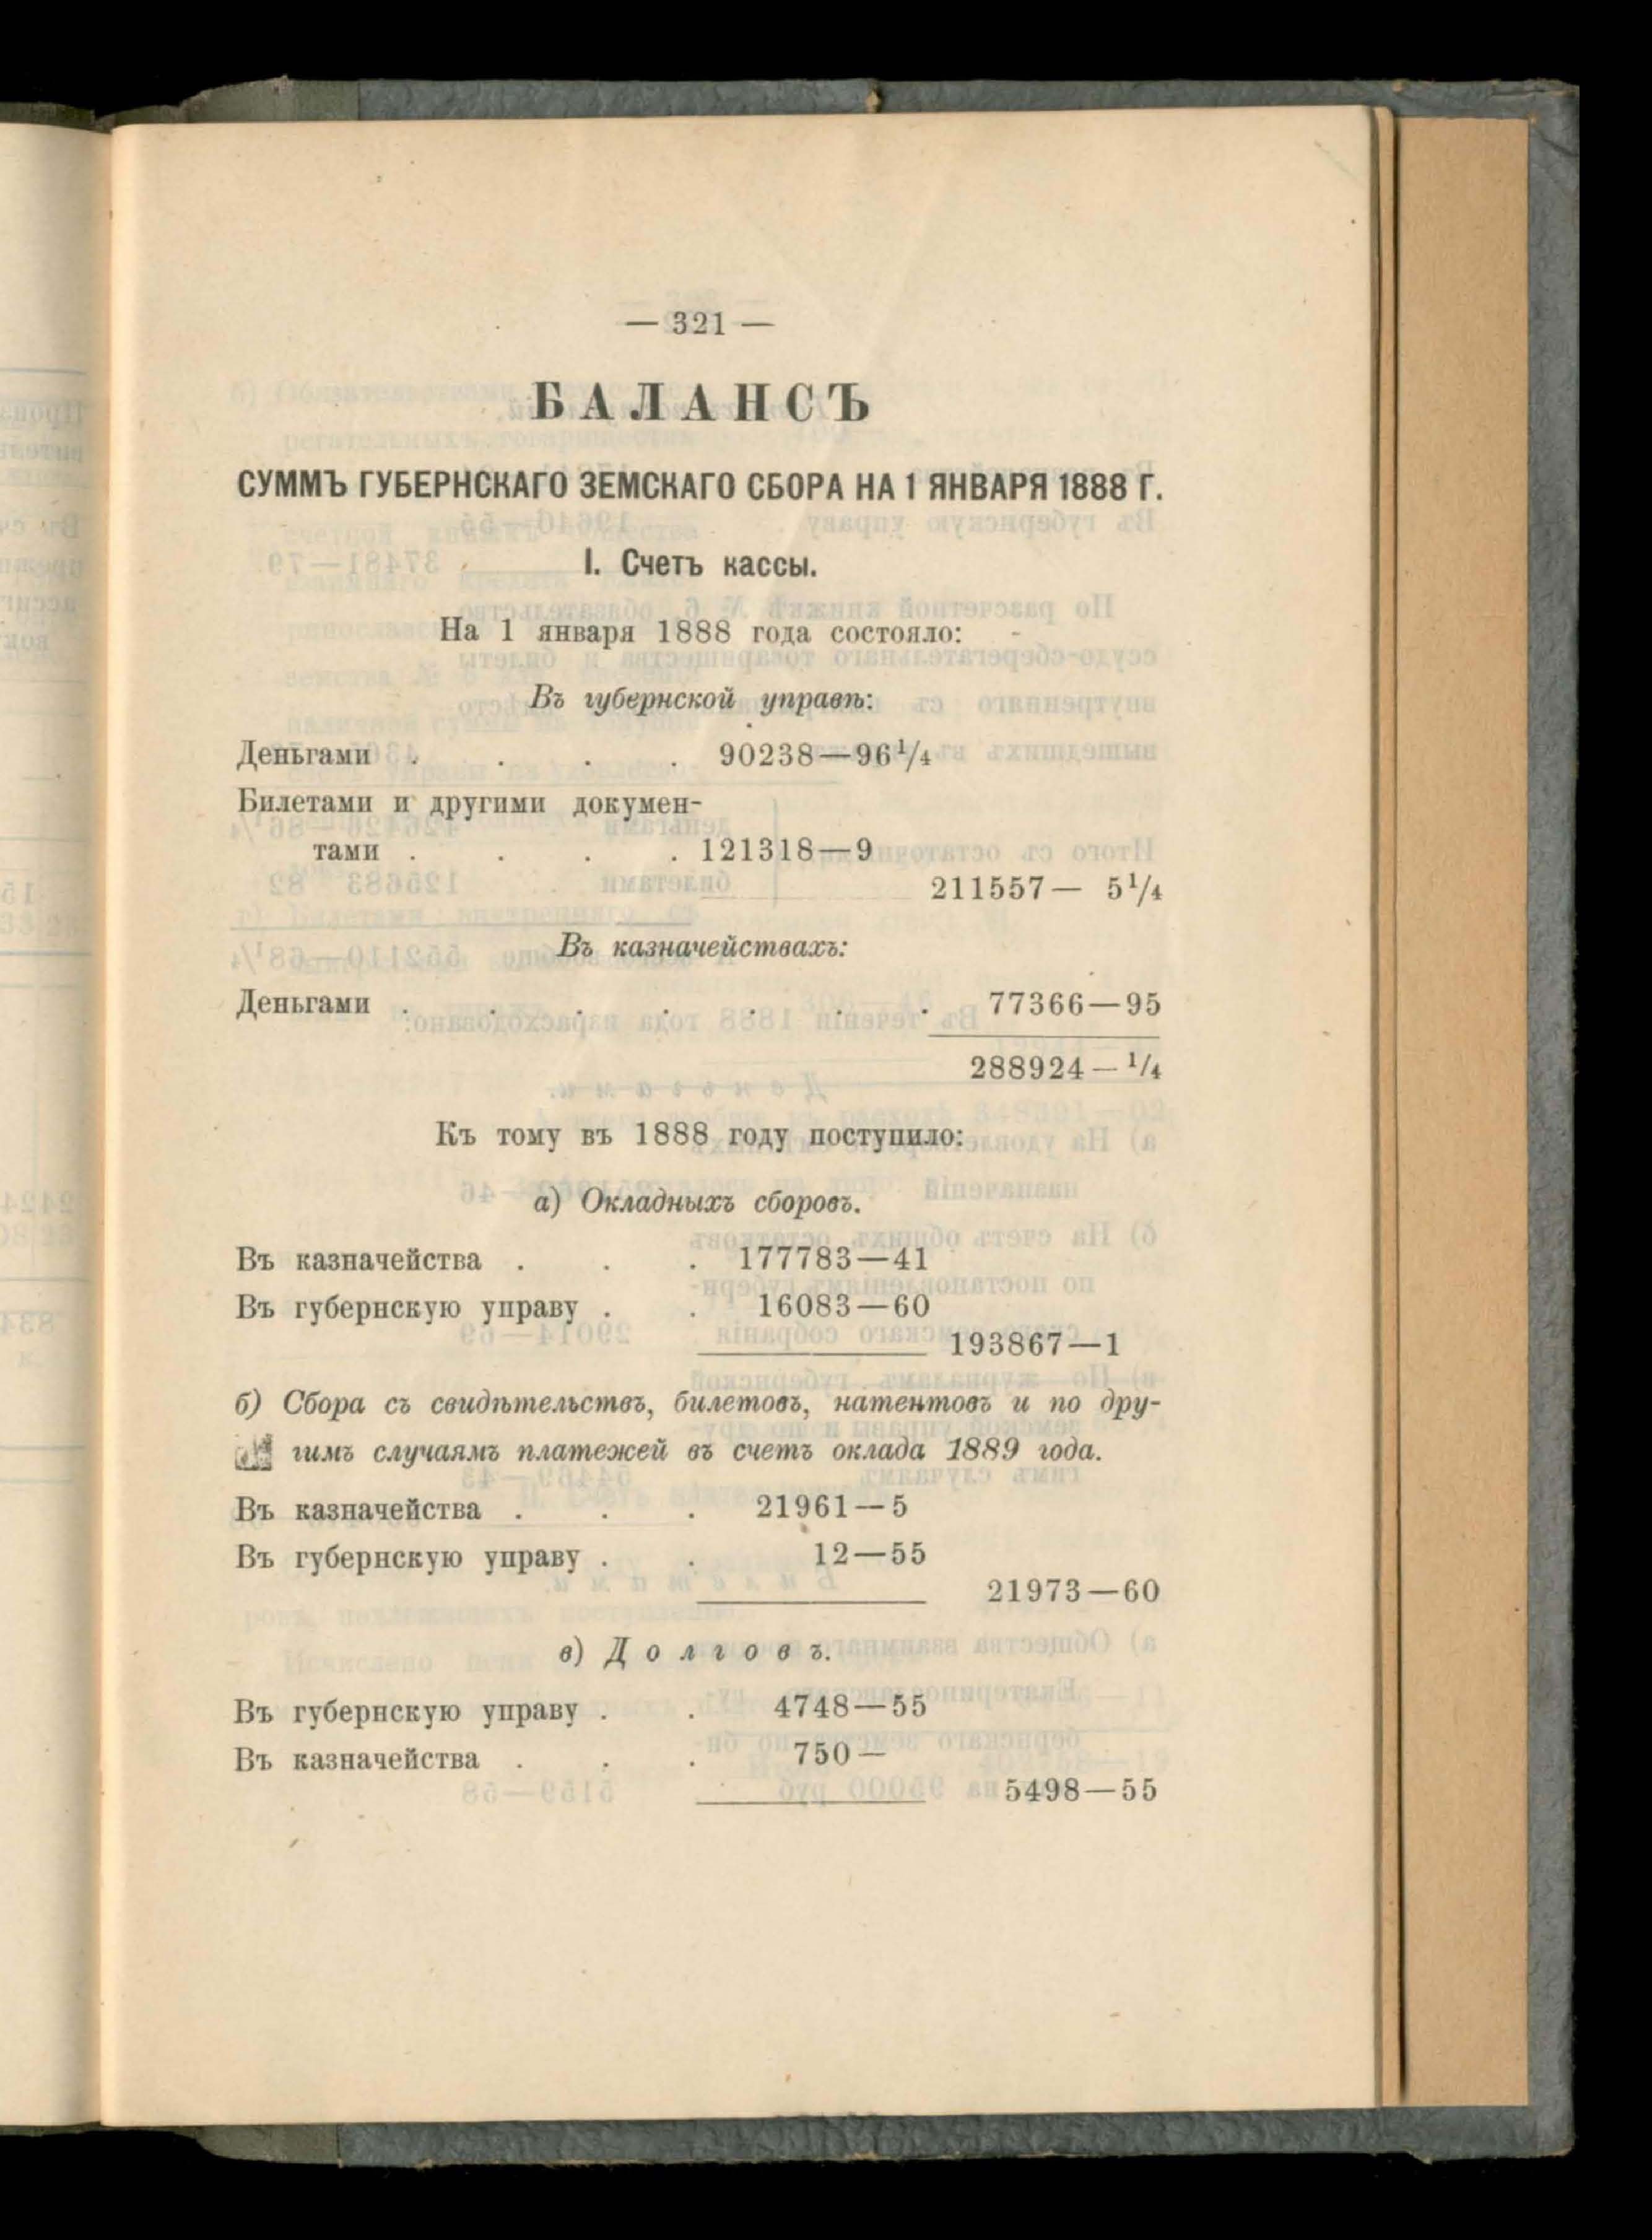 — 321 —
БАЛАНСЪ
СУММЪ ГУБЕРНСКАГО ЗЕМСКАГО СБОРА НА 1 ЯНВАРЯ 1888 Г.
I. Счетъ кассы.
На 1 января 1888 года состояло:
Въ губернской управѣ:
Деньгами . . . . 90238—96¹/₄
Билетами и другими докумен-
тами . . . . 121318—9
211557— 5¹/₄
Въ казначействахъ:
Деньгами . . . . . . . 77366—95
288924—¹/₄
Къ тому въ 1888 году поступило:
а) Окладныхъ сборовъ.
Въ казначейства . . . 177783—41
Въ губернскую управу . . 16083—60
193867—1
б) Сбора съ свидѣтельствъ, билетовъ, натентовъ и по дру-
гимъ случаямъ платежей въ счетъ оклада 1889 года.
Въ казначейства . . . 21961—5
Въ губернскую управу . . 12—55
21973—60
в) Долговъ.
Въ губернскую управу . . 4748—55
Въ казначейства . . . 750—
5498—55